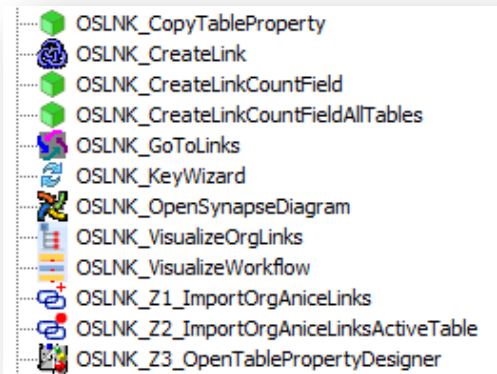 OSLNK_CopyTableProperty
OSLNK_CreateLink
OSLNK_CreateLinkCountField
OSLNK_CreateLinkCountFieldAllTables
OSLNK_GoToLinks
OSLNK_KeyWizard
OSLNK_OpenSynapseDiagram
OSLNK_VisualizeOrgLinks
OSLNK_VisualizeWorkflow
OSLNK_Z1_ImportOrgAniceLinks
OSLNK_Z2_ImportOrgAniceLinksActiveTable
OSLNK_Z3_OpenTablePropertyDesigner